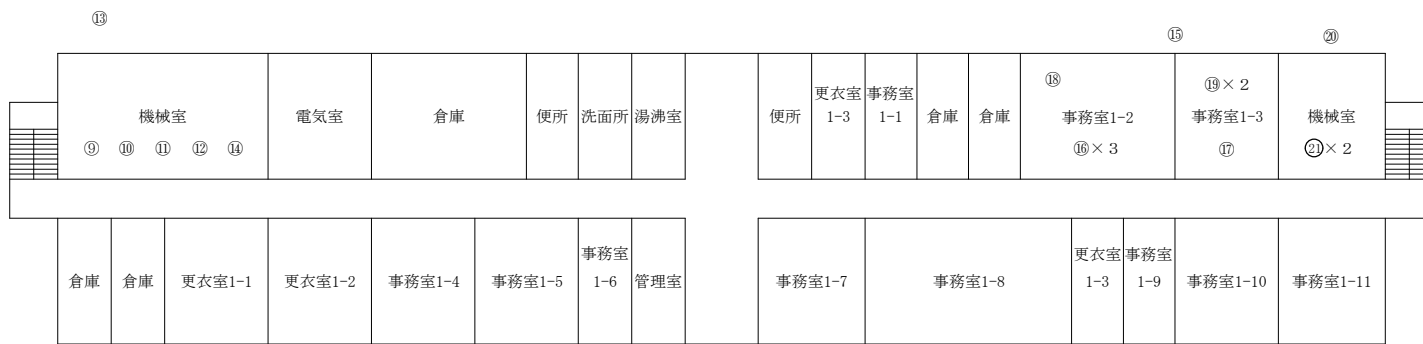 ⑬
⑮
⑳
機械室
⑨ ⑩ ⑪ ⑫ ⑭
電気室
倉庫
便所
洗面所
湯沸室
便所
更衣室
1-3
事務室
1-1
倉庫
倉庫
⑱
事務室1-2
⑯×3
⑲×2
事務室1-3
⑰
機械室
㉑×2
倉庫
倉庫
更衣室1-1
更衣室1-2
事務室1-4
事務室1-5
事務室
1-6
管理室
事務室1-7
事務室1-8
更衣室
1-3
事務室
1-9
事務室1-10
事務室1-11